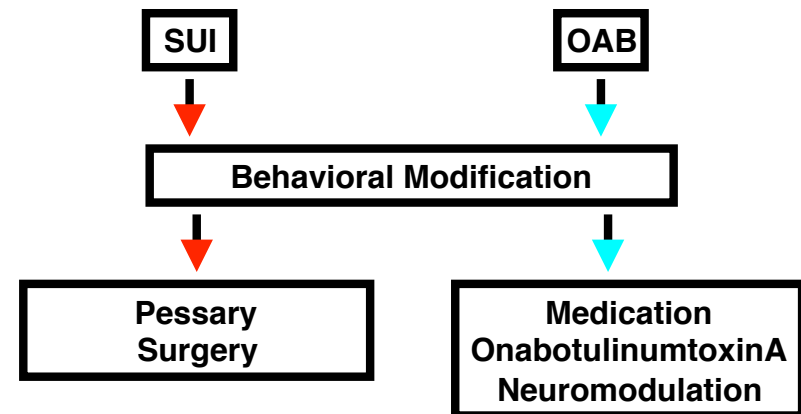 SUI
OAB
Behavioral Modification
Pessary
Surgery
Medication
OnabotulinumtoxinA
Neuromodulation